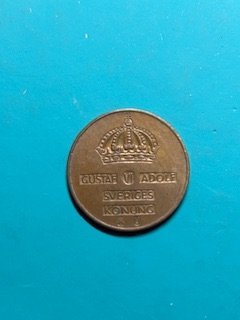 GUSTAF VI ADOLF
SVERIGES
KONUNG